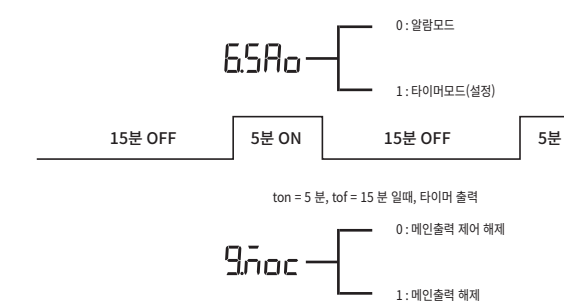 0 : 알람모드
6.SAo
1 : 타이머모드(설정)
15분 OFF 5분 ON 15분 OFF 5분
ton = 5 분, tof = 15 분 일때, 타이머 출력
0 : 메인출력 제어 해제
9.ñoc
1 : 메인출력 해제